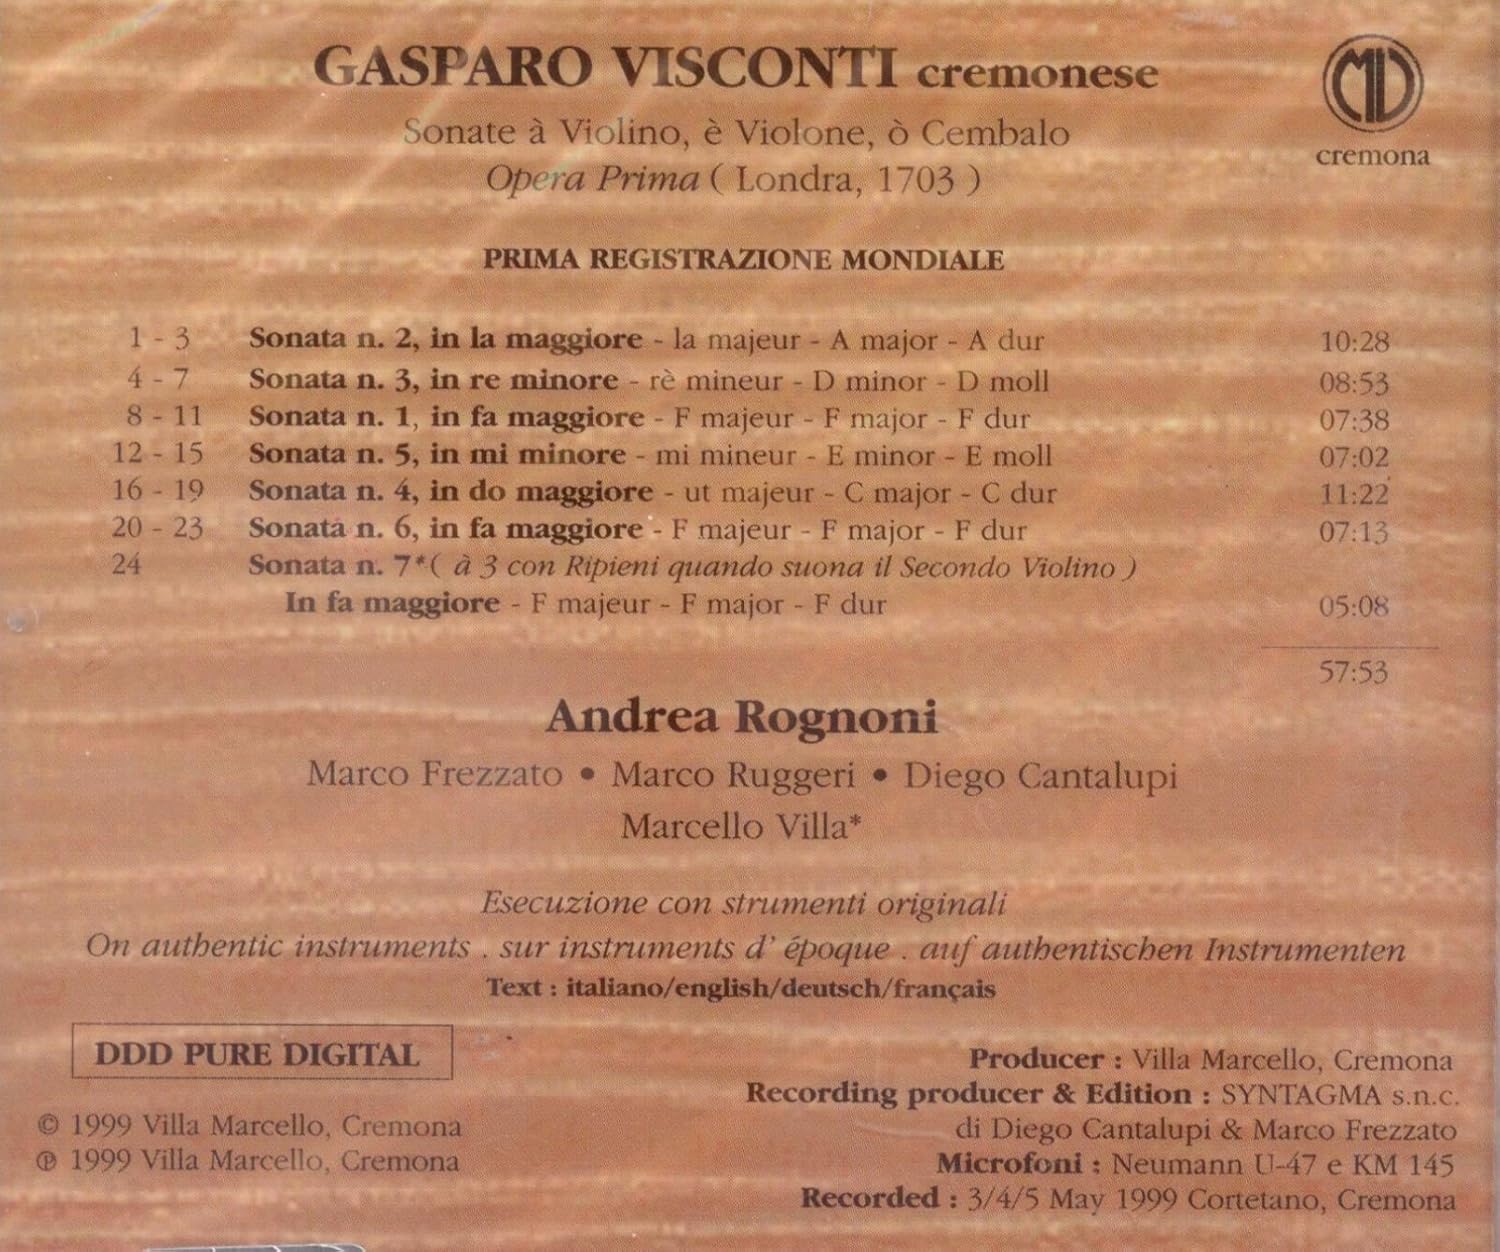 GASPARO VISCONTI cremonese
MV
cremona
Sonate à Violino, è Violone, ò Cembalo
Opera Prima ( Londra, 1703 )
PRIMA REGISTRAZIONE MONDIALE
1 - 3 Sonata n. 2, in la maggiore - la majeur - A major - A dur 10:28
4 - 7 Sonata n. 3, in re minore - rè mineur - D minor - D moll 08:53
8 - 11 Sonata n. 1, in fa maggiore - F majeur - F major - F dur 07:38
12 - 15 Sonata n. 5, in mi minore - mi mineur - E minor - E moll 07:02
16 - 19 Sonata n. 4, in do maggiore - ut majeur - C major - C dur 11:22
20 - 23 Sonata n. 6, in fa maggiore - F majeur - F major - F dur 07:13
24 Sonata n. 7*( à 3 con Ripieni quando suona il Secondo Violino )
In fa maggiore - F majeur - F major - F dur 05:08
57:53
Andrea Rognoni
Marco Frezzato • Marco Ruggeri • Diego Cantalupi
Marcello Villa*
Esecuzione con strumenti originali
On authentic instruments . sur instruments d' époque . auf authentischen Instrumenten
Text : italiano/english/deutsch/français
DDD PURE DIGITAL
© 1999 Villa Marcello, Cremona
℗ 1999 Villa Marcello, Cremona
Producer : Villa Marcello, Cremona
Recording producer & Edition : SYNTAGMA s.n.c.
di Diego Cantalupi & Marco Frezzato
Microfoni : Neumann U-47 e KM 145
Recorded : 3/4/5 May 1999 Cortetano, Cremona